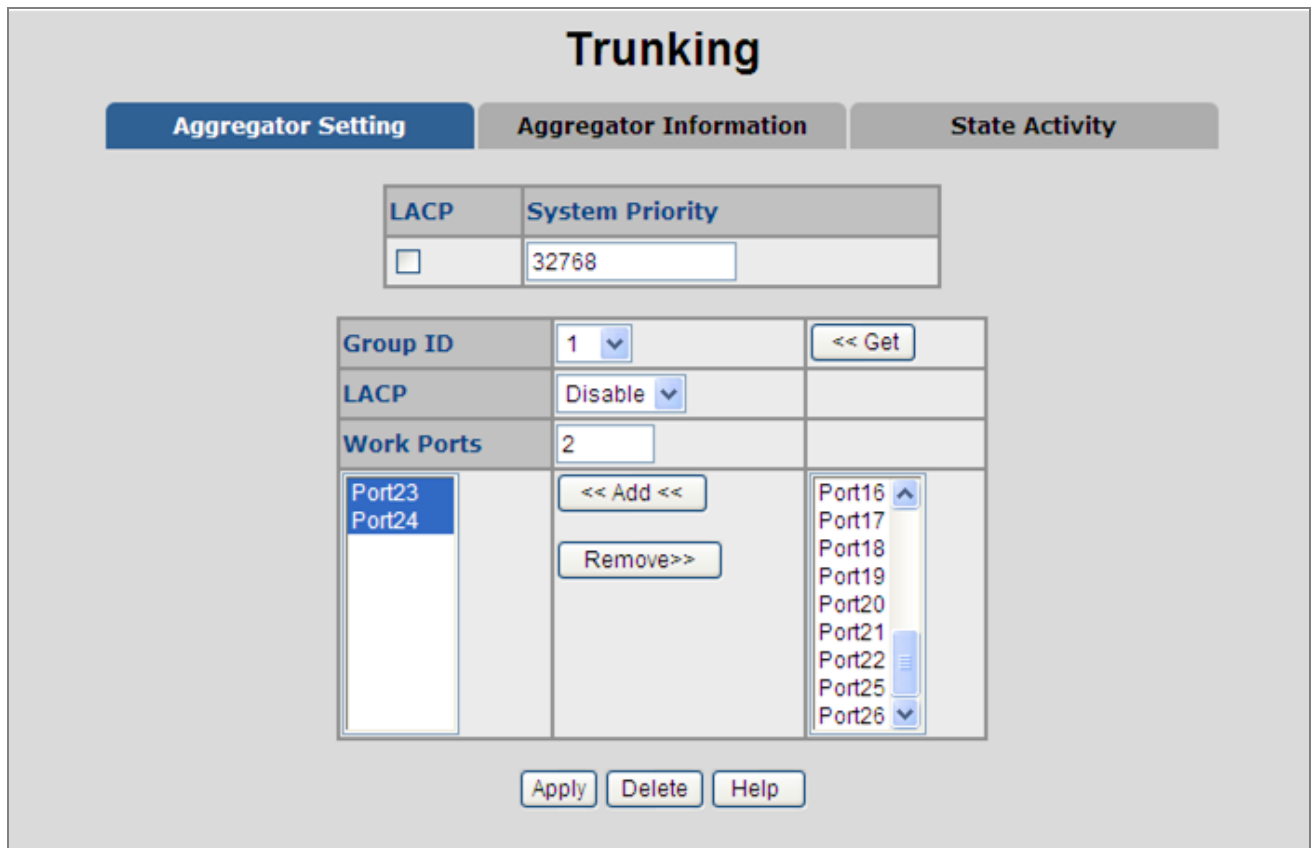 Trunking
Aggregator Setting
Aggregator Information
State Activity
LACP
System Priority
32768
Group ID
1
<< Get
LACP
Disable
Work Ports
2
Port23
Port24
<< Add <<
Remove>>
Port16
Port17
Port18
Port19
Port20
Port21
Port22
Port25
Port26
Apply
Delete
Help